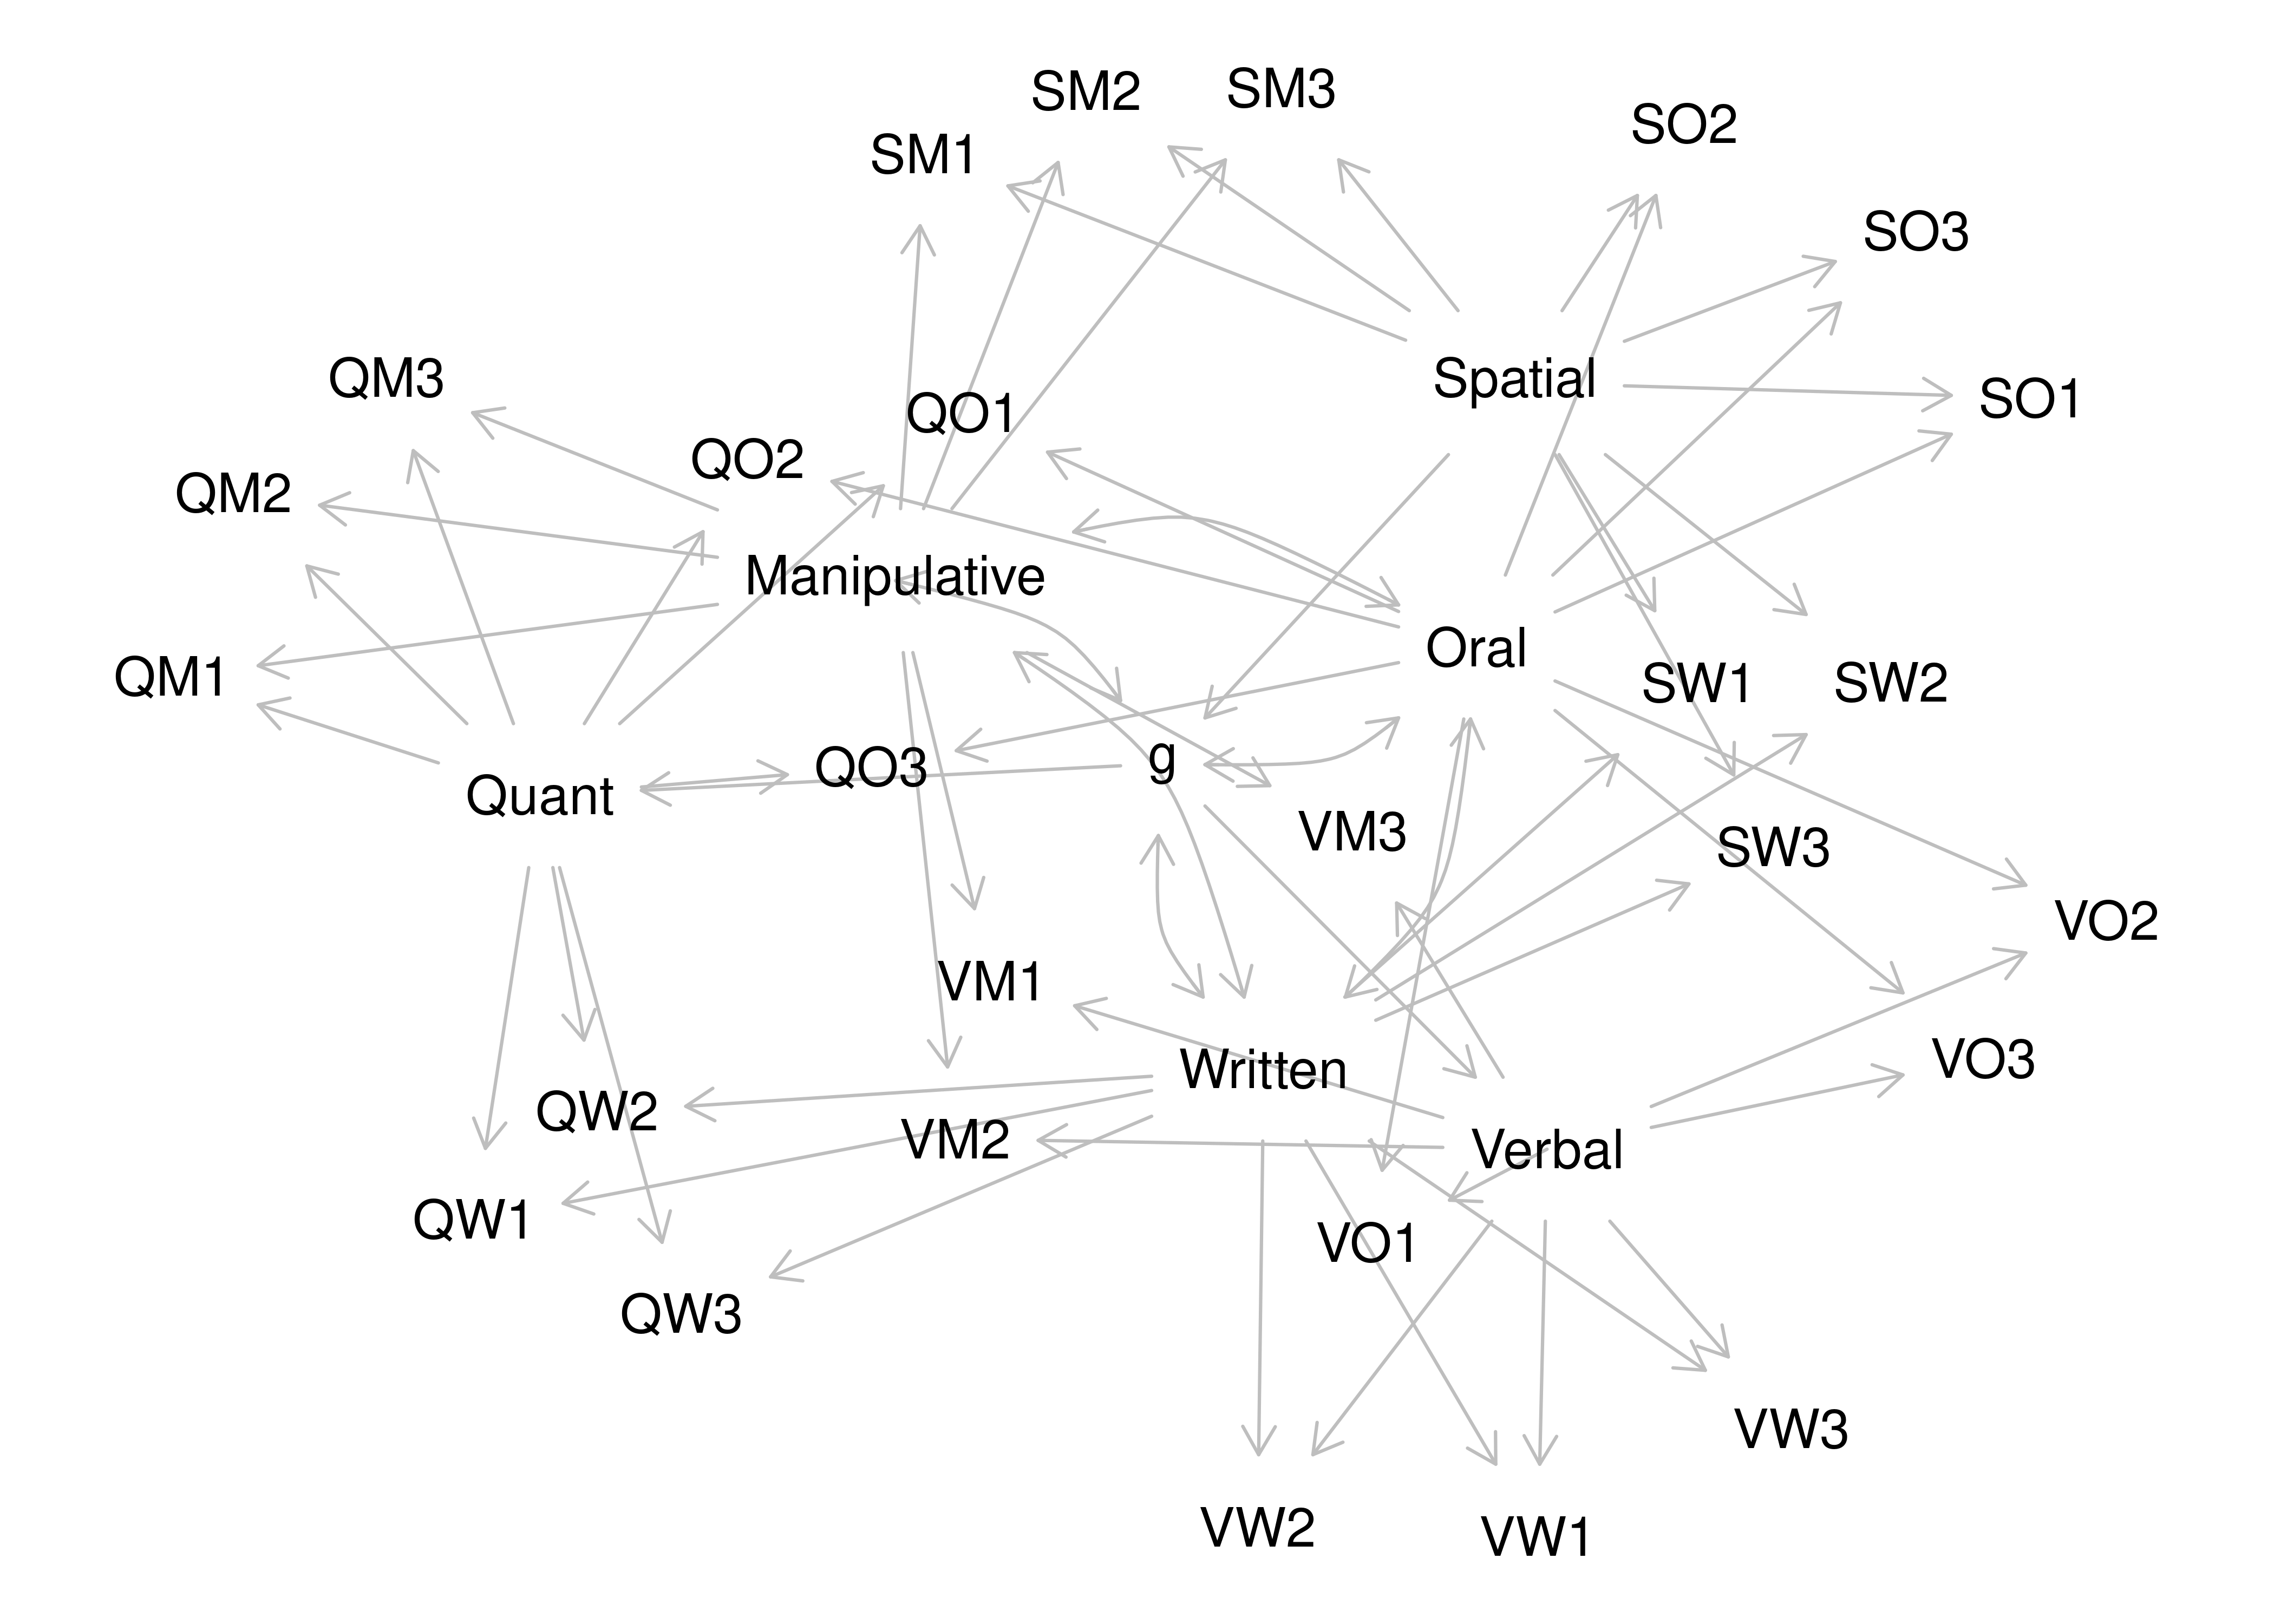 SM2
SM3
SO2
SM1
SO3
QM3
Spatial
SO1
QO1
QO2
QM2
Manipulative
Oral
QM1
SW1
SW2
g
QO3
Quant
VM3
SW3
VO2
VM1
VO3
Written
QW2
VM2
Verbal
QW1
VO1
QW3
VW3
VW2
VW1